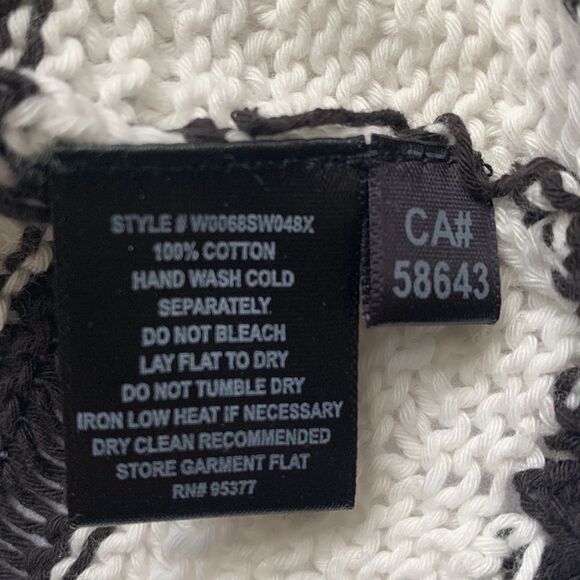 STYLE # W0068SW048X
100% COTTON
HAND WASH COLD
SEPARATELY
DO NOT BLEACH
LAY FLAT TO DRY
DO NOT TUMBLE DRY
IRON LOW HEAT IF NECESSARY
DRY CLEAN RECOMMENDED
STORE GARMENT FLAT
RN# 95377
CA#
58643